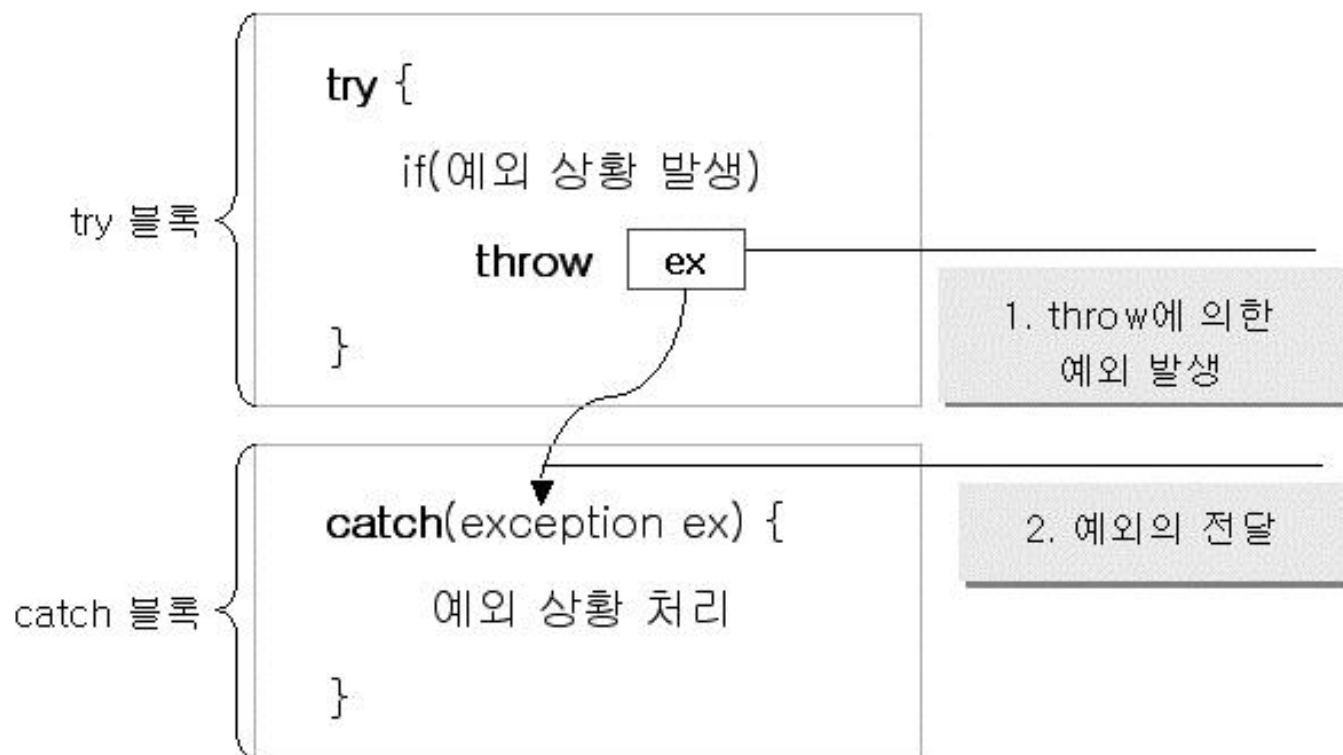 try {
if(예외 상황 발생)
try 블록
throw ex
1. throw에 의한
예외 발생
}
catch(exception ex) {
2. 예외의 전달
catch 블록
예외 상황 처리
}